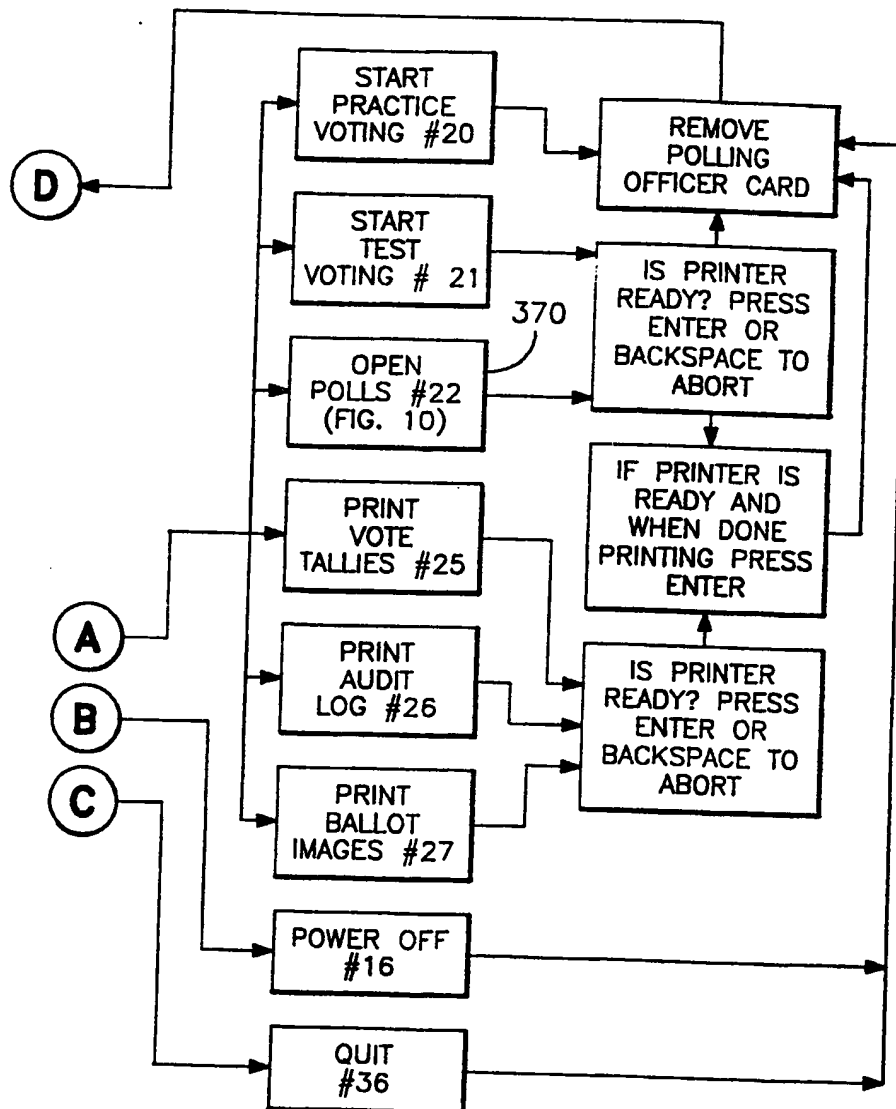 START
PRACTICE
VOTING #20
REMOVE
POLLING
OFFICER CARD
D
START
TEST
VOTING # 21
IS PRINTER
READY? PRESS
ENTER OR
BACKSPACE TO
ABORT
370
OPEN
POLLS #22
(FIG. 10)
IF PRINTER IS
READY AND
WHEN DONE
PRINTING PRESS
ENTER
PRINT
VOTE
TALLIES #25
A
PRINT
AUDIT
LOG #26
IS PRINTER
READY? PRESS
ENTER OR
BACKSPACE TO
ABORT
B
C
PRINT
BALLOT
IMAGES #27
POWER OFF
#16
QUIT
#36